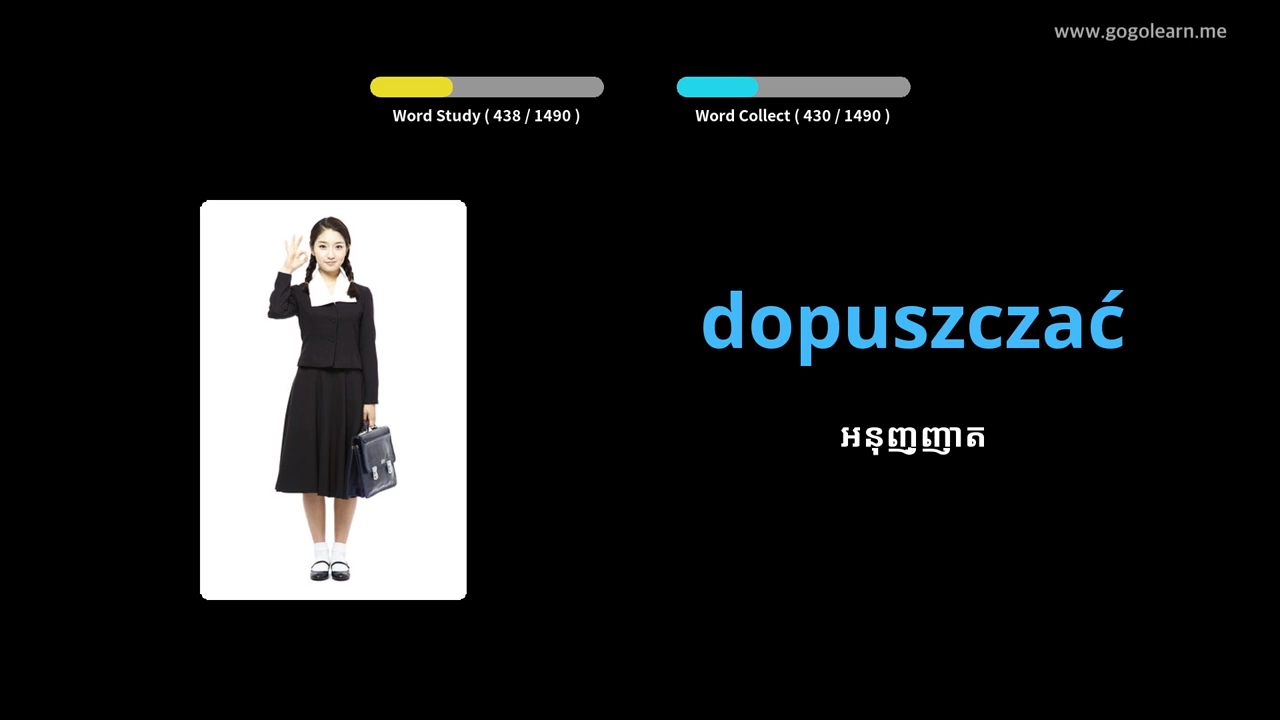 www.gogolearn.me
Word Study ( 438 / 1490 )
Word Collect ( 430 / 1490 )
dopuszczać
អនុញ្ញាត